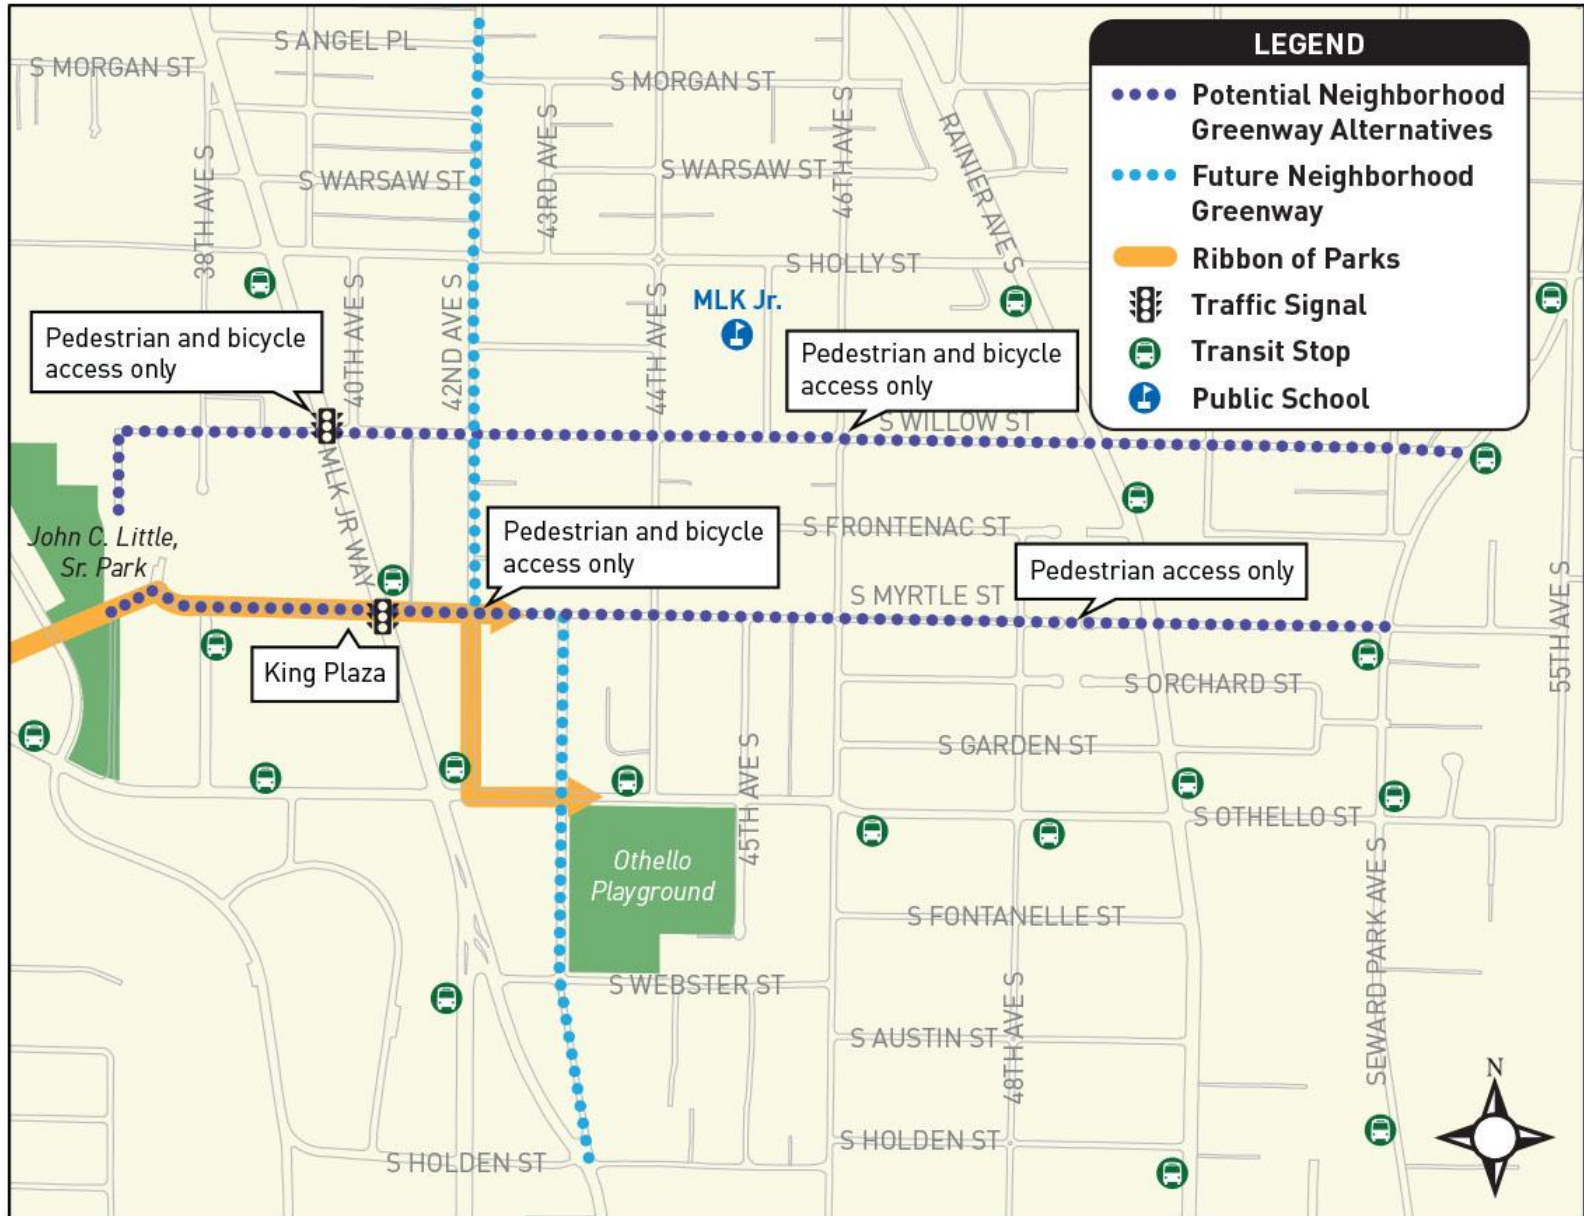 LEGEND
Potential Neighborhood
Greenway Alternatives
Future Neighborhood
Greenway
Ribbon of Parks
Traffic Signal
Transit Stop
Public School
S ANGEL PL
S MORGAN ST
S MORGAN ST
38TH AVE S
S WARSAW ST
43RD AVE S
S WARSAW ST
46TH AVE S
RAINIER AVE S
S HOLLY ST
MLK Jr.
40TH AVE S
42ND AVE S
44TH AVE S
Pedestrian and bicycle
access only
Pedestrian and bicycle
access only
S WILLOW ST
MLK JR WAY
John C. Little,
Sr. Park
Pedestrian and bicycle
access only
S FRONTENAC ST
Pedestrian access only
S MYRTLE ST
55TH AVE S
King Plaza
S ORCHARD ST
S GARDEN ST
45TH AVE S
S OTHELLO ST
Othello
Playground
S FONTANELLE ST
SEWARD PARK AVE S
S WEBSTER ST
48TH AVE S
S AUSTIN ST
N
S HOLDEN ST
S HOLDEN ST